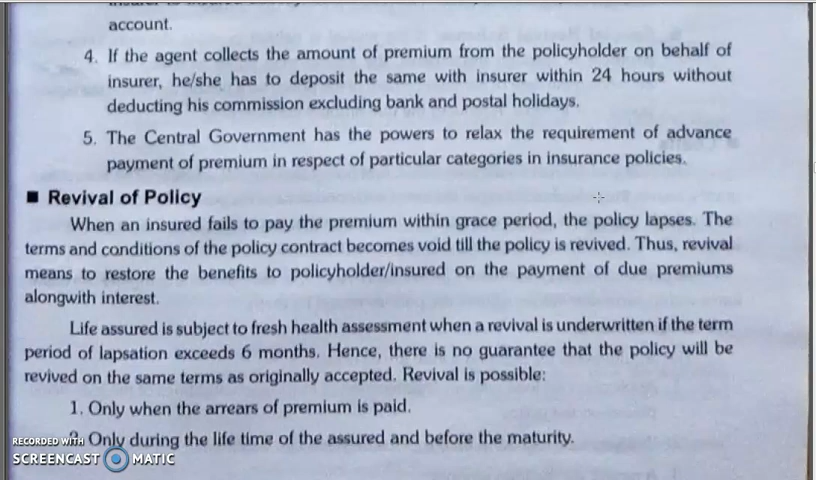 account.
4. If the agent collects the amount of premium from the policyholder on behalf of
insurer, he/she has to deposit the same with insurer within 24 hours without
deducting his commission excluding bank and postal holidays.
5. The Central Government has the powers to relax the requirement of advance
payment of premium in respect of particular categories in insurance policies.
■ Revival of Policy
When an insured fails to pay the premium within grace period, the policy lapses. The
terms and conditions of the policy contract becomes void till the policy is revived. Thus, revival
means to restore the benefits to policyholder/insured on the payment of due premiums
alongwith interest.
Life assured is subject to fresh health assessment when a revival is underwritten if the term
period of lapsation exceeds 6 months. Hence, there is no guarantee that the policy will be
revived on the same terms as originally accepted. Revival is possible:
1. Only when the arrears of premium is paid.
Only during the life time of the assured and before the maturity.
RECORDED WITH
SCREENCAST MATIC